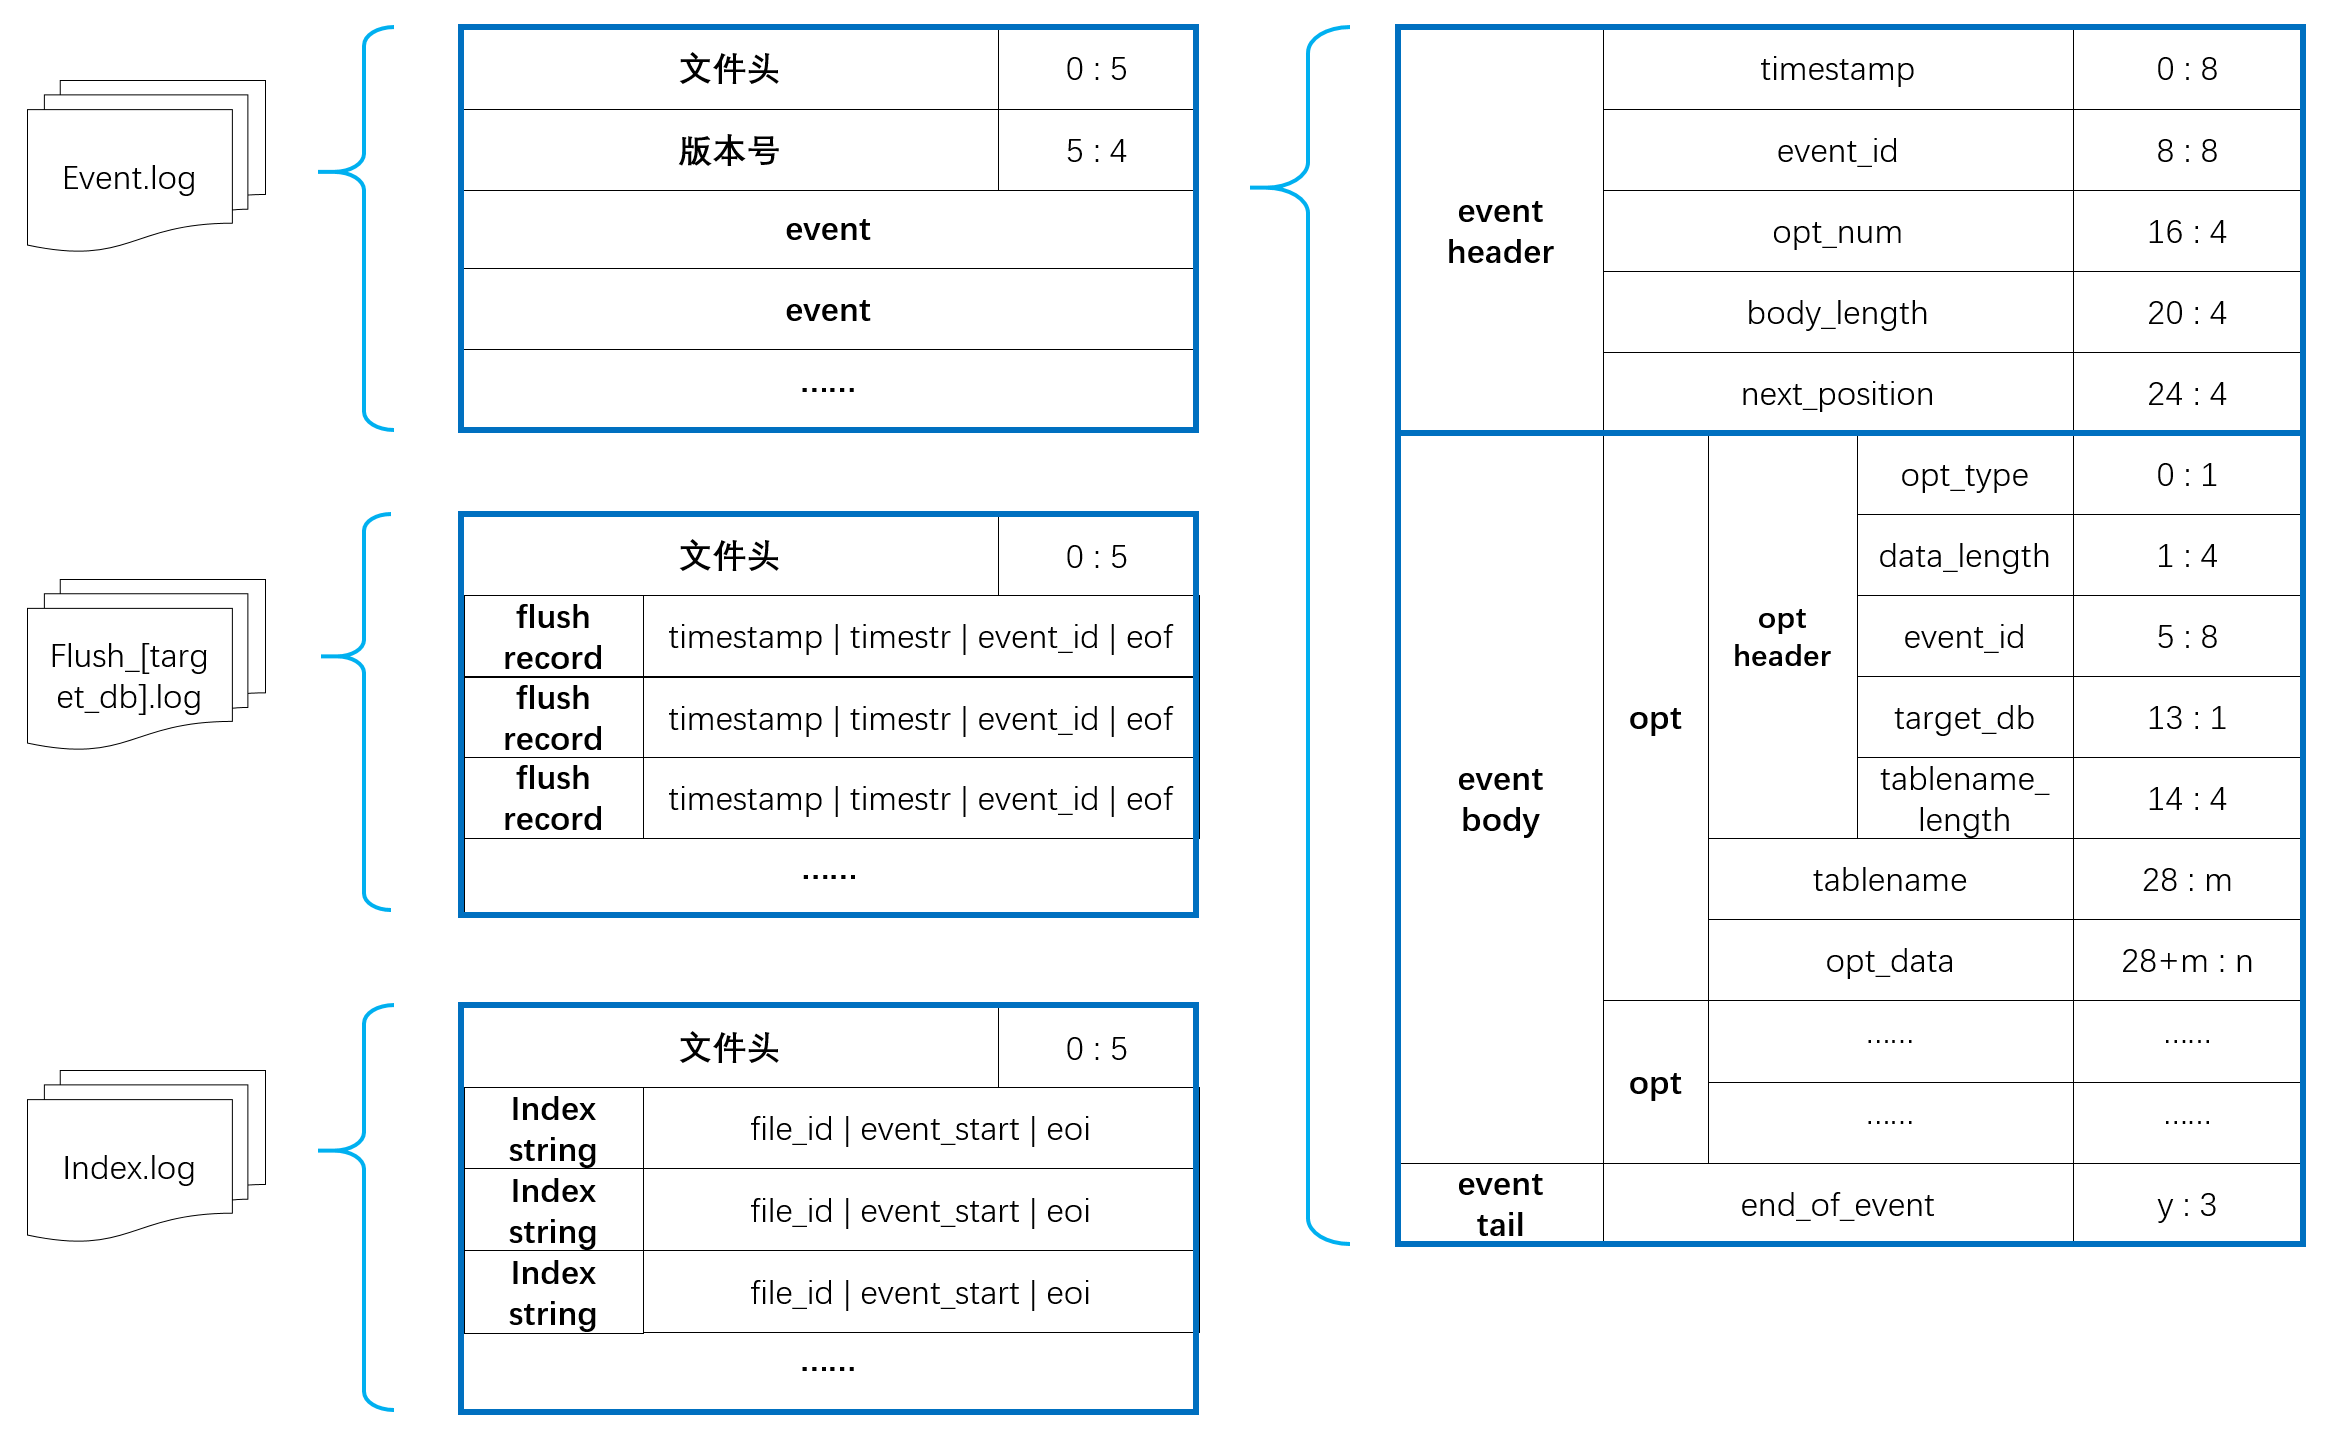 Event.log
文件头
0 : 5
版本号
5 : 4
event
event
......
Flush_[targ
et_db].log
文件头
0 : 5
flush
record
timestamp | timestr | event_id | eof
flush
record
timestamp | timestr | event_id | eof
flush
record
timestamp | timestr | event_id | eof
......
Index.log
文件头
0 : 5
Index
string
file_id | event_start | eoi
Index
string
file_id | event_start | eoi
Index
string
file_id | event_start | eoi
......
event
header
timestamp
0 : 8
event_id
8 : 8
opt_num
16 : 4
body_length
20 : 4
next_position
24 : 4
event
body
opt
opt
header
opt_type
0 : 1
data_length
1 : 4
event_id
5 : 8
target_db
13 : 1
tablename_
length
14 : 4
tablename
28 : m
opt_data
28+m : n
opt
......
......
......
......
event
tail
end_of_event
y : 3